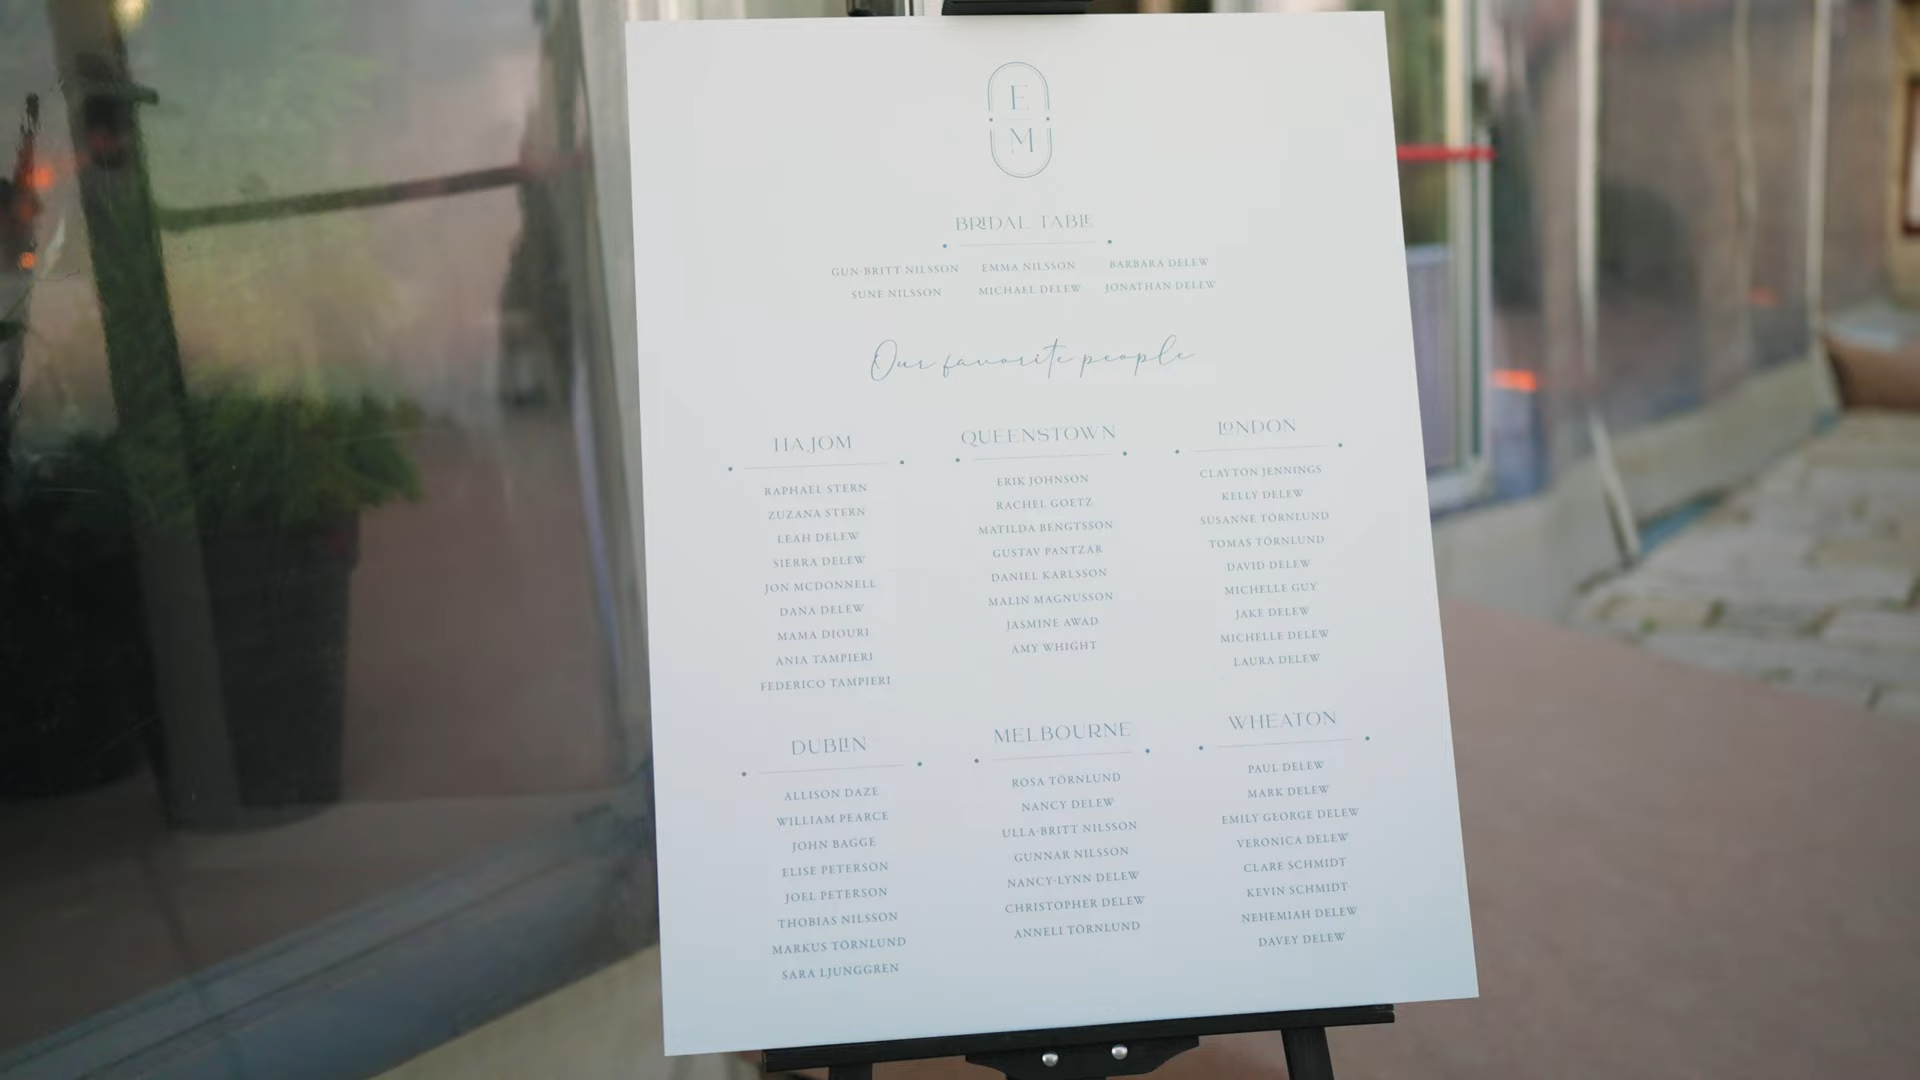 E
M
BRIDAL TABLE
GUN-BRITT NILSSON EMMA NILSSON BARBARA DELEW
SUNE NILSSON MICHAEL DELEW JONATHAN DELEW
Our favorite people
HAJOM
RAPHAEL STERN
ZUZANA STERN
LEAH DELEW
SIERRA DELEW
JON MCDONNELL
DANA DELEW
MAMA DIOURI
ANIA TAMPIERI
FEDERICO TAMPIERI
QUEENSTOWN
ERIK JOHNSON
RACHEL GOETZ
MATILDA BENGTSSON
GUSTAV PANTZAR
DANIEL KARLSSON
MALIN MAGNUSSON
JASMINE AWAD
AMY WHIGHT
LONDON
CLAYTON JENNINGS
KELLY DELEW
SUSANNE TÖRNLUND
TOMAS TÖRNLUND
DAVID DELEW
MICHELLE GUY
JAKE DELEW
MICHELLE DELEW
LAURA DELEW
DUBLIN
ALLISON DAZE
WILLIAM PEARCE
JOHN BAGGE
ELISE PETERSON
JOEL PETERSON
THOBIAS NILSSON
MARKUS TÖRNLUND
SARA LJUNGGREN
MELBOURNE
ROSA TÖRNLUND
NANCY DELEW
ULLA-BRITT NILSSON
GUNNAR NILSSON
NANCY-LYNN DELEW
CHRISTOPHER DELEW
ANNELI TÖRNLUND
WHEATON
PAUL DELEW
MARK DELEW
EMILY GEORGE DELEW
VERONICA DELEW
CLARE SCHMIDT
KEVIN SCHMIDT
NEHEMIAH DELEW
DAVEY DELEW